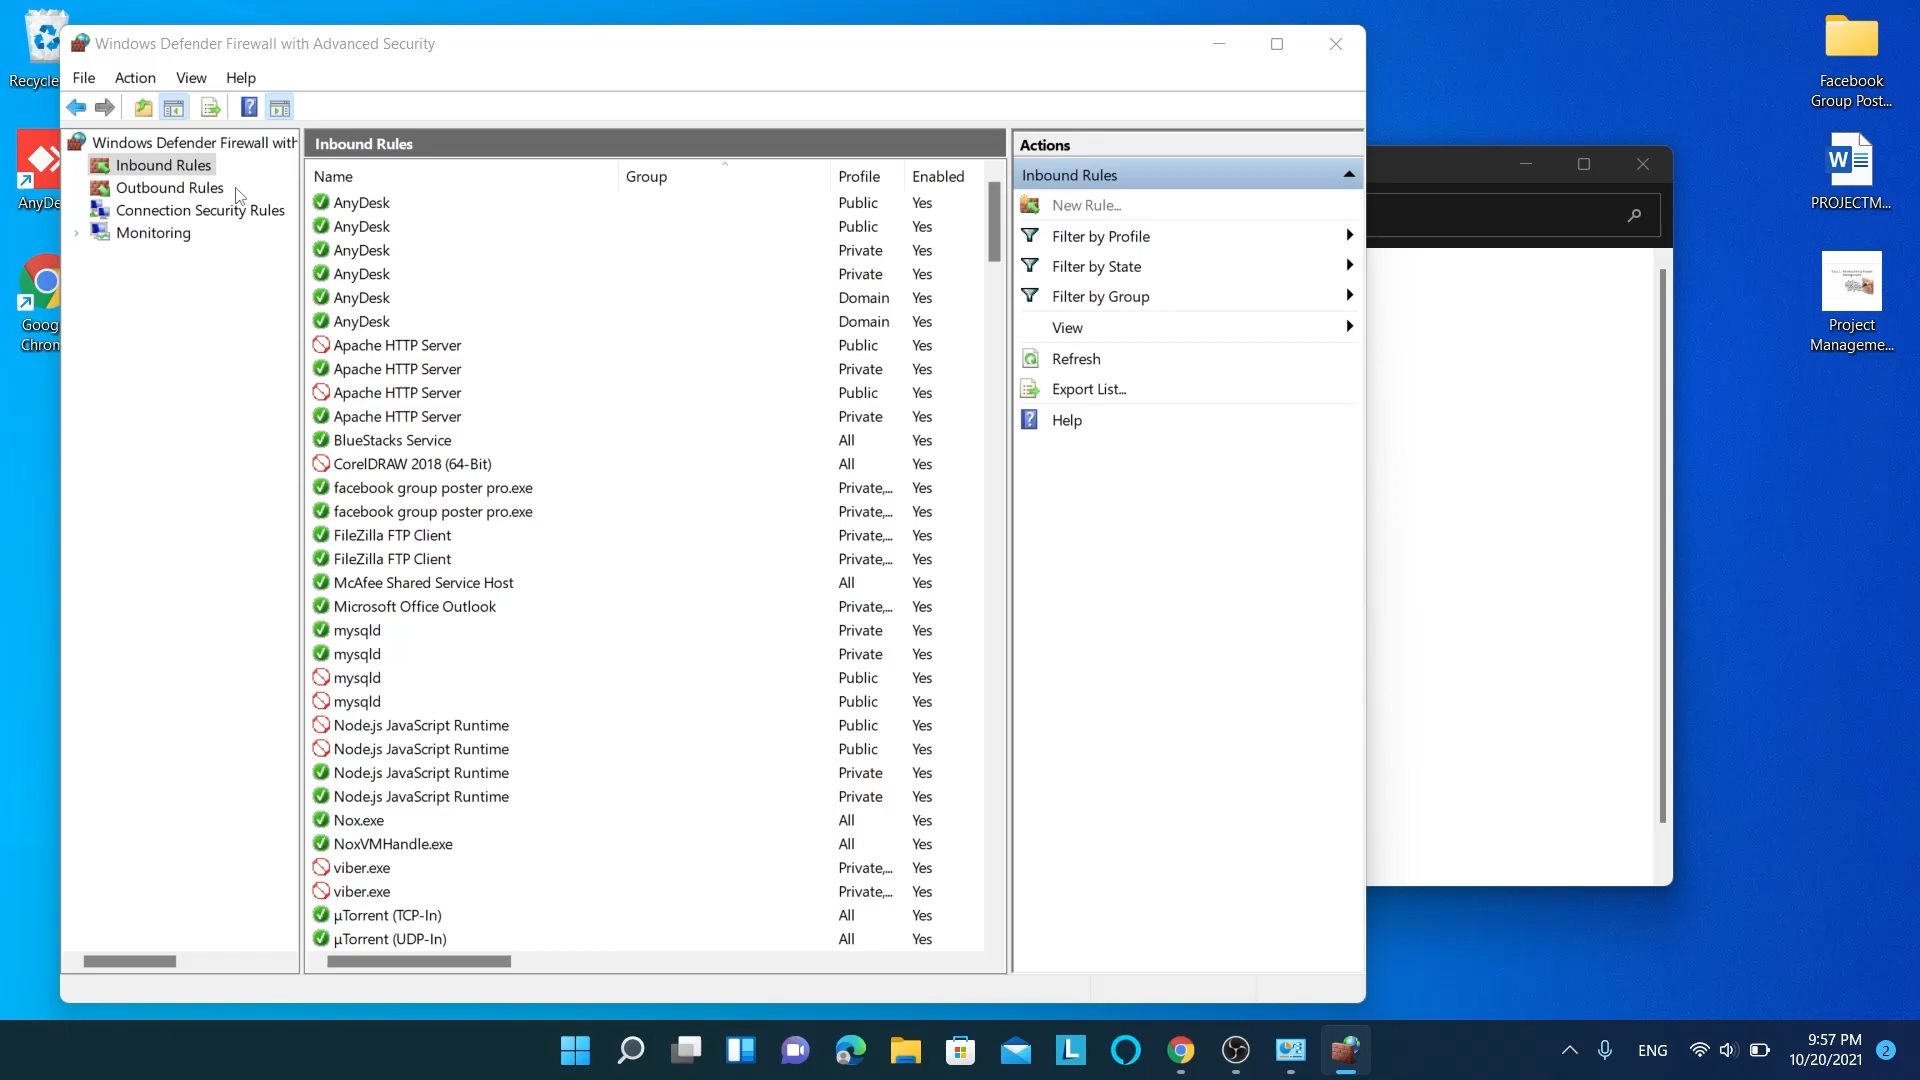 Windows Defender Firewall with Advanced Security
File Action View Help
Windows Defender Firewall with
Inbound Rules
Outbound Rules
Connection Security Rules
Monitoring
Inbound Rules
Name Group Profile Enabled
AnyDesk Public Yes
AnyDesk Public Yes
AnyDesk Private Yes
AnyDesk Private Yes
AnyDesk Domain Yes
AnyDesk Domain Yes
Apache HTTP Server Public Yes
Apache HTTP Server Private Yes
Apache HTTP Server Public Yes
Apache HTTP Server Private Yes
BlueStacks Service All Yes
CorelDRAW 2018 (64-Bit) All Yes
facebook group poster pro.exe Private,... Yes
facebook group poster pro.exe Private,... Yes
FileZilla FTP Client Private,... Yes
FileZilla FTP Client Private,... Yes
McAfee Shared Service Host All Yes
Microsoft Office Outlook Private,... Yes
mysqld Private Yes
mysqld Private Yes
mysqld Public Yes
mysqld Public Yes
Node.js JavaScript Runtime Public Yes
Node.js JavaScript Runtime Public Yes
Node.js JavaScript Runtime Private Yes
Node.js JavaScript Runtime Private Yes
Nox.exe All Yes
NoxVMHandle.exe All Yes
viber.exe Private,... Yes
viber.exe Private,... Yes
µTorrent (TCP-In) All Yes
µTorrent (UDP-In) All Yes
Actions
Inbound Rules
New Rule...
Filter by Profile
Filter by State
Filter by Group
View
Refresh
Export List...
Help
Recycle
AnyDe
Goog
Chrom
Facebook
Group Post...
PROJECTM...
Project
Manageme...
ENG
9:57 PM
10/20/2021
2